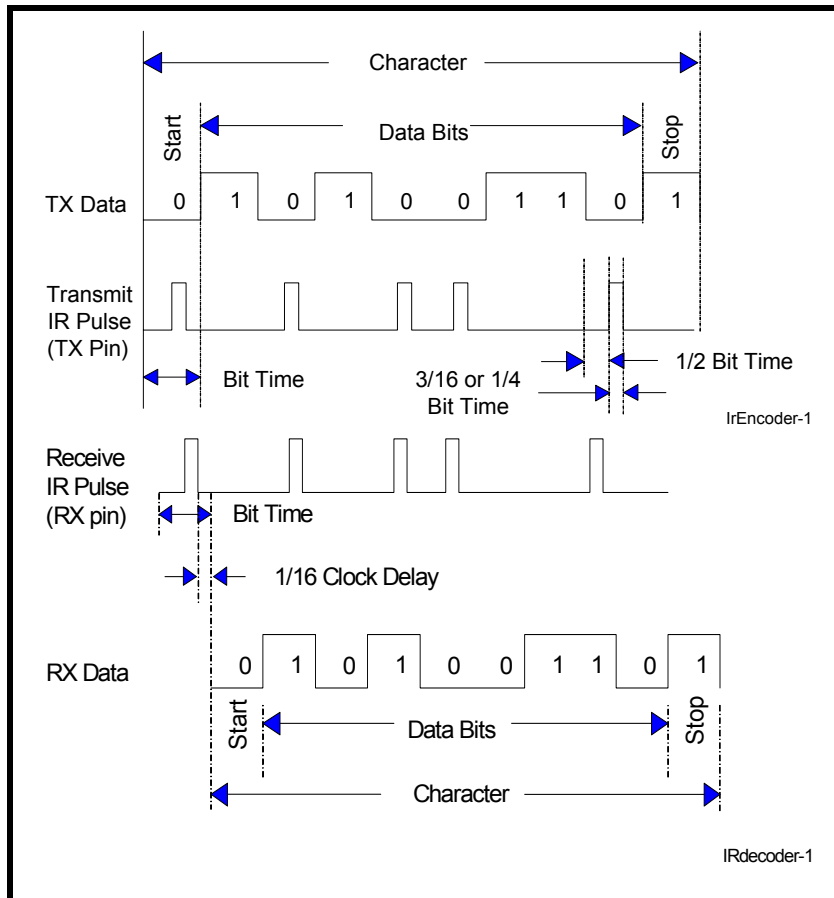 Character
Start
Data Bits
Stop
TX Data
0 1 0 1 0 0 1 1 0 1
Transmit
IR Pulse
(TX Pin)
Bit Time
3/16 or 1/4
Bit Time
1/2 Bit Time
IrEncoder-1
Receive
IR Pulse
(RX pin)
Bit Time
1/16 Clock Delay
RX Data
0 1 0 1 0 0 1 1 0 1
Start
Data Bits
Stop
Character
IRdecoder-1